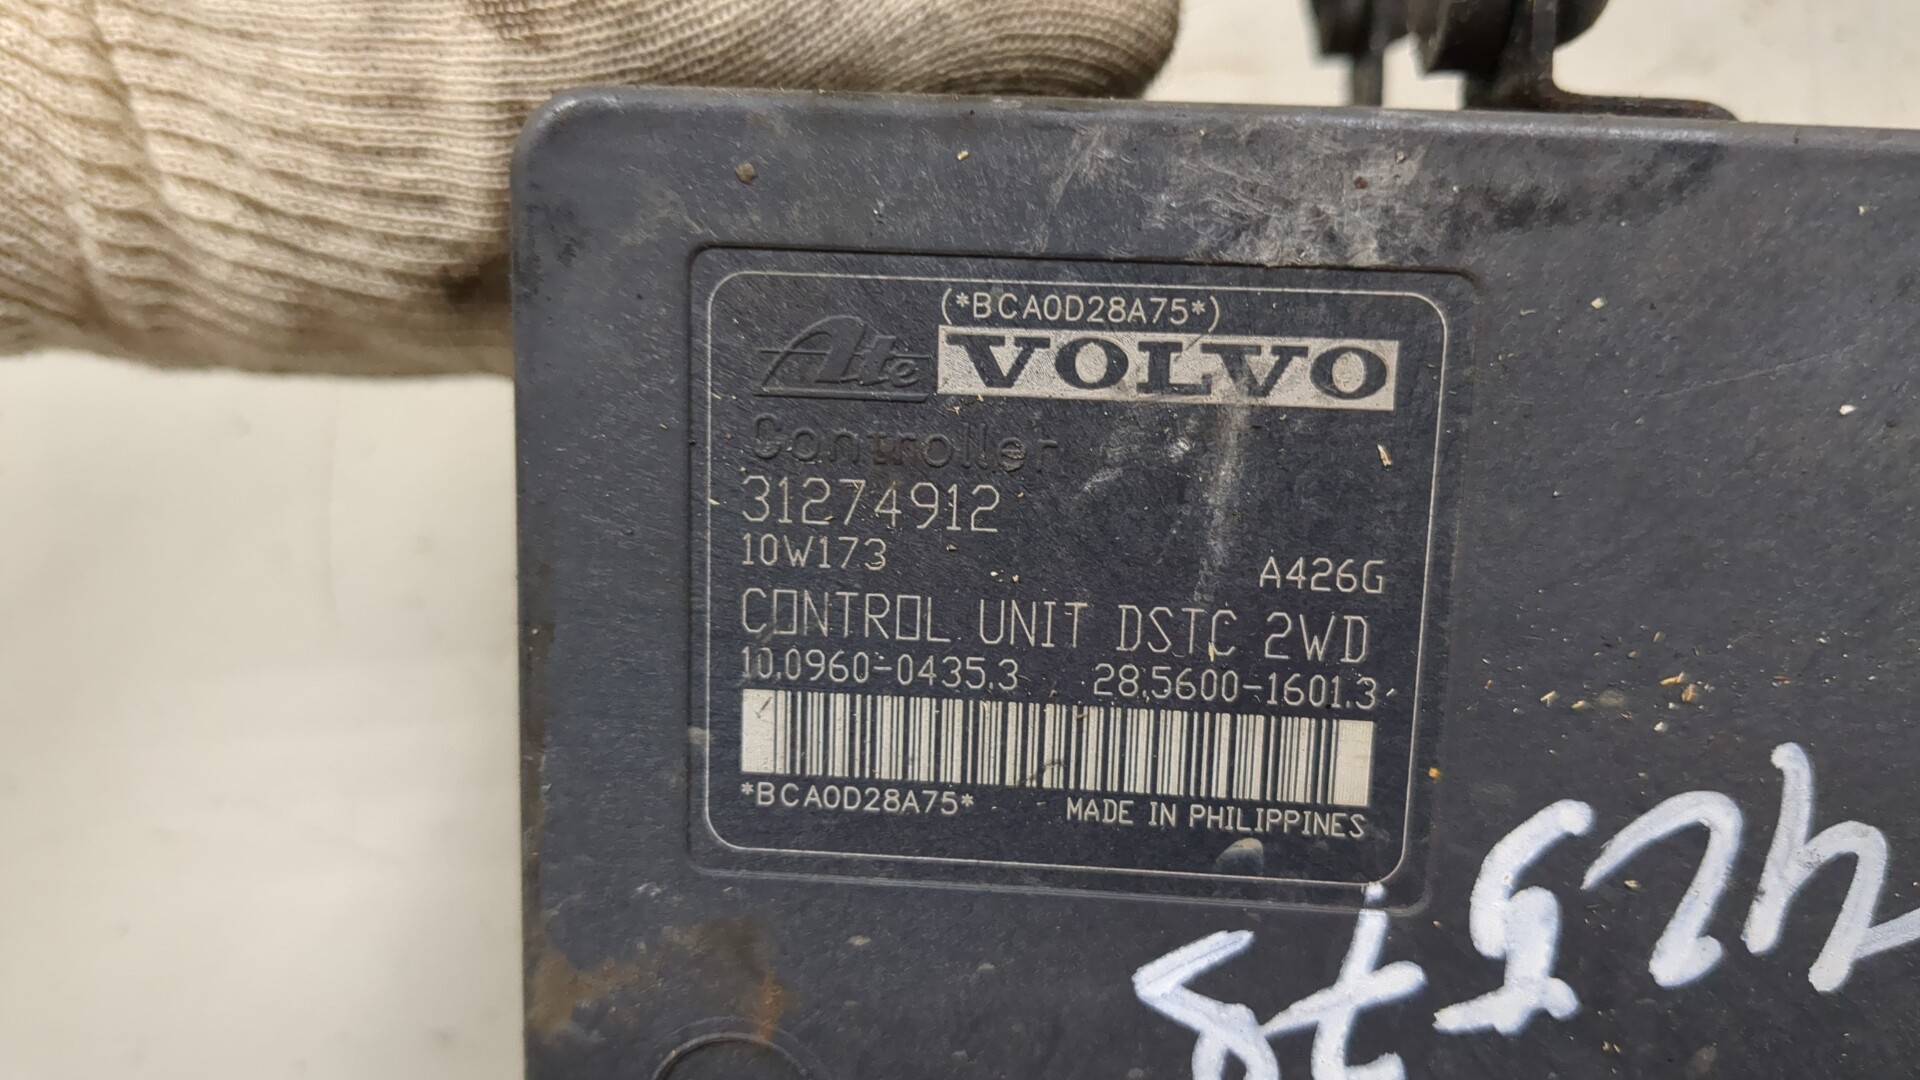 (*BCA0D28A75*)
Ate VOLVO
Controller
31274912
10W173 A426G
CONTROL UNIT DSTC 2WD
10.0960-0435.3 28.5600-1601.3
*BCA0D28A75* MADE IN PHILIPPINES